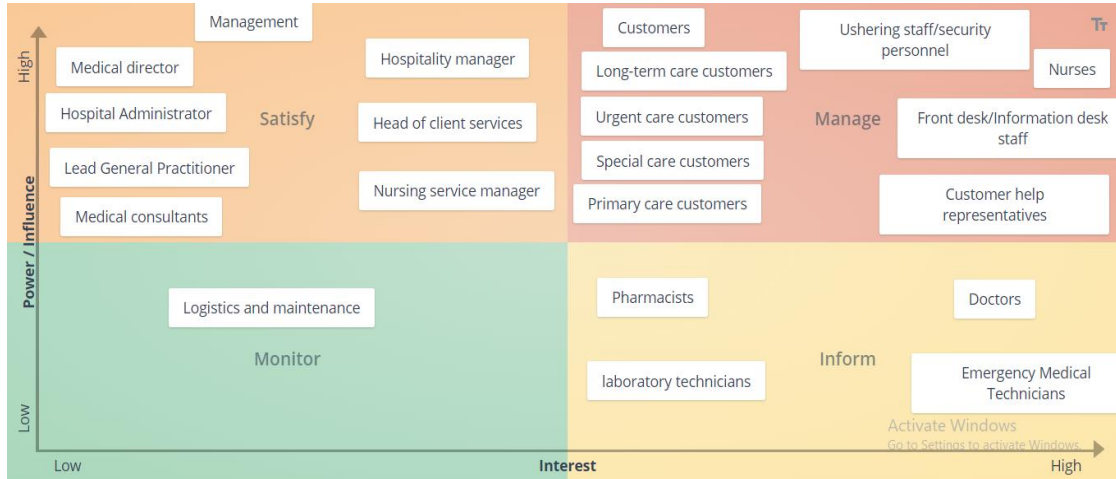 Management
Customers
Ushering staff/security
personnel
Tт
High
Medical director
Hospitality manager
Long-term care customers
Nurses
Hospital Administrator
Satisfy
Head of client services
Urgent care customers
Manage
Front desk/Information desk
staff
Lead General Practitioner
Special care customers
Nursing service manager
Primary care customers
Customer help
representatives
Medical consultants
Power / Influence
Logistics and maintenance
Pharmacists
Doctors
Monitor
Inform
laboratory technicians
Emergency Medical
Technicians
Low
Activate Windows
Go to Settings to activate Windows.
Low
Interest
High